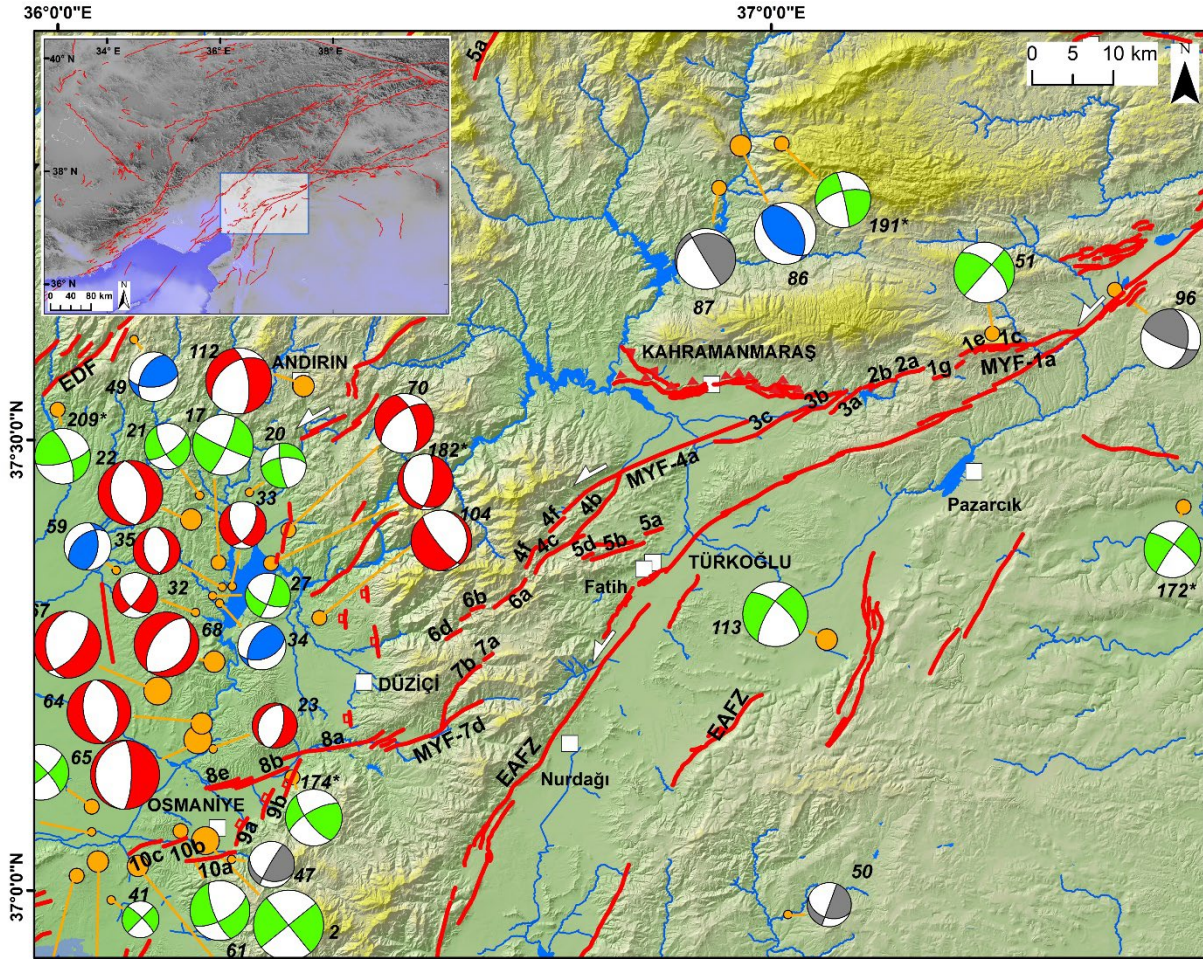 36°0'0"E
37°0'0"E
34° E
36° E
38° E
40° N
38° N
36° N
0 40 80 km
N
5a
0 5 10 km
N
191*
86
87
51
96
1e
1c
MYF-1a
1g
2a
2b
KAHRAMANMARAŞ
3b
3a
3c
MYF-4a
EDF
49
112
ANDIRIN
70
209*
21
17
20
182*
22
33
104
37°30'0"N
59
35
32
27
68
34
67
4f
4b
4c
4f
5d
5b
5a
Pazarcık
TÜRKOĞLU
Fatih
172*
113
6b
6a
6d
7b
7a
DÜZİÇİ
64
23
65
8a
MYF-7d
8b
8e
EAFZ
EAFZ
Nurdağı
174*
OSMANİYE
9b
9a
10c
10b
10a
47
50
41
61
2
37°0'0"N